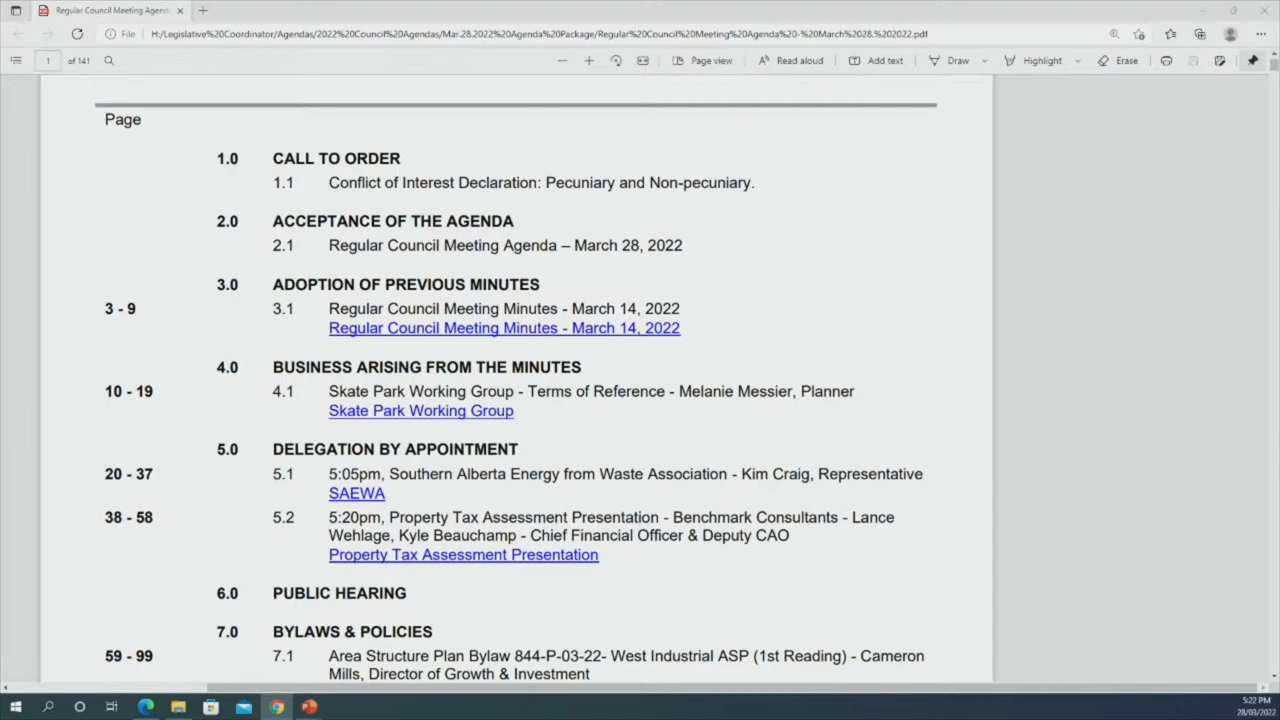 Regular Council Meeting Agend
File
H:/Legislative%20Coordinator/Agendas/2022%20Council%20Agendas/Mar.28.2022%20Agenda%20Package/Regular%20Council%20Meeting%20Agenda%20-%20March%2028.%202022.pdf
1 of 141
Page view
Read aloud
Add text
Draw
Highlight
Erase
Page
1.0 CALL TO ORDER
1.1 Conflict of Interest Declaration: Pecuniary and Non-pecuniary.
2.0 ACCEPTANCE OF THE AGENDA
2.1 Regular Council Meeting Agenda – March 28, 2022
3.0 ADOPTION OF PREVIOUS MINUTES
3 - 9 3.1 Regular Council Meeting Minutes - March 14, 2022
Regular Council Meeting Minutes - March 14, 2022
4.0 BUSINESS ARISING FROM THE MINUTES
10 - 19 4.1 Skate Park Working Group - Terms of Reference - Melanie Messier, Planner
Skate Park Working Group
5.0 DELEGATION BY APPOINTMENT
20 - 37 5.1 5:05pm, Southern Alberta Energy from Waste Association - Kim Craig, Representative
SAEWA
38 - 58 5.2 5:20pm, Property Tax Assessment Presentation - Benchmark Consultants - Lance
Wehlage, Kyle Beauchamp - Chief Financial Officer & Deputy CAO
Property Tax Assessment Presentation
6.0 PUBLIC HEARING
7.0 BYLAWS & POLICIES
59 - 99 7.1 Area Structure Plan Bylaw 844-P-03-22- West Industrial ASP (1st Reading) - Cameron
Mills, Director of Growth & Investment
5:22 PM
28/03/2022